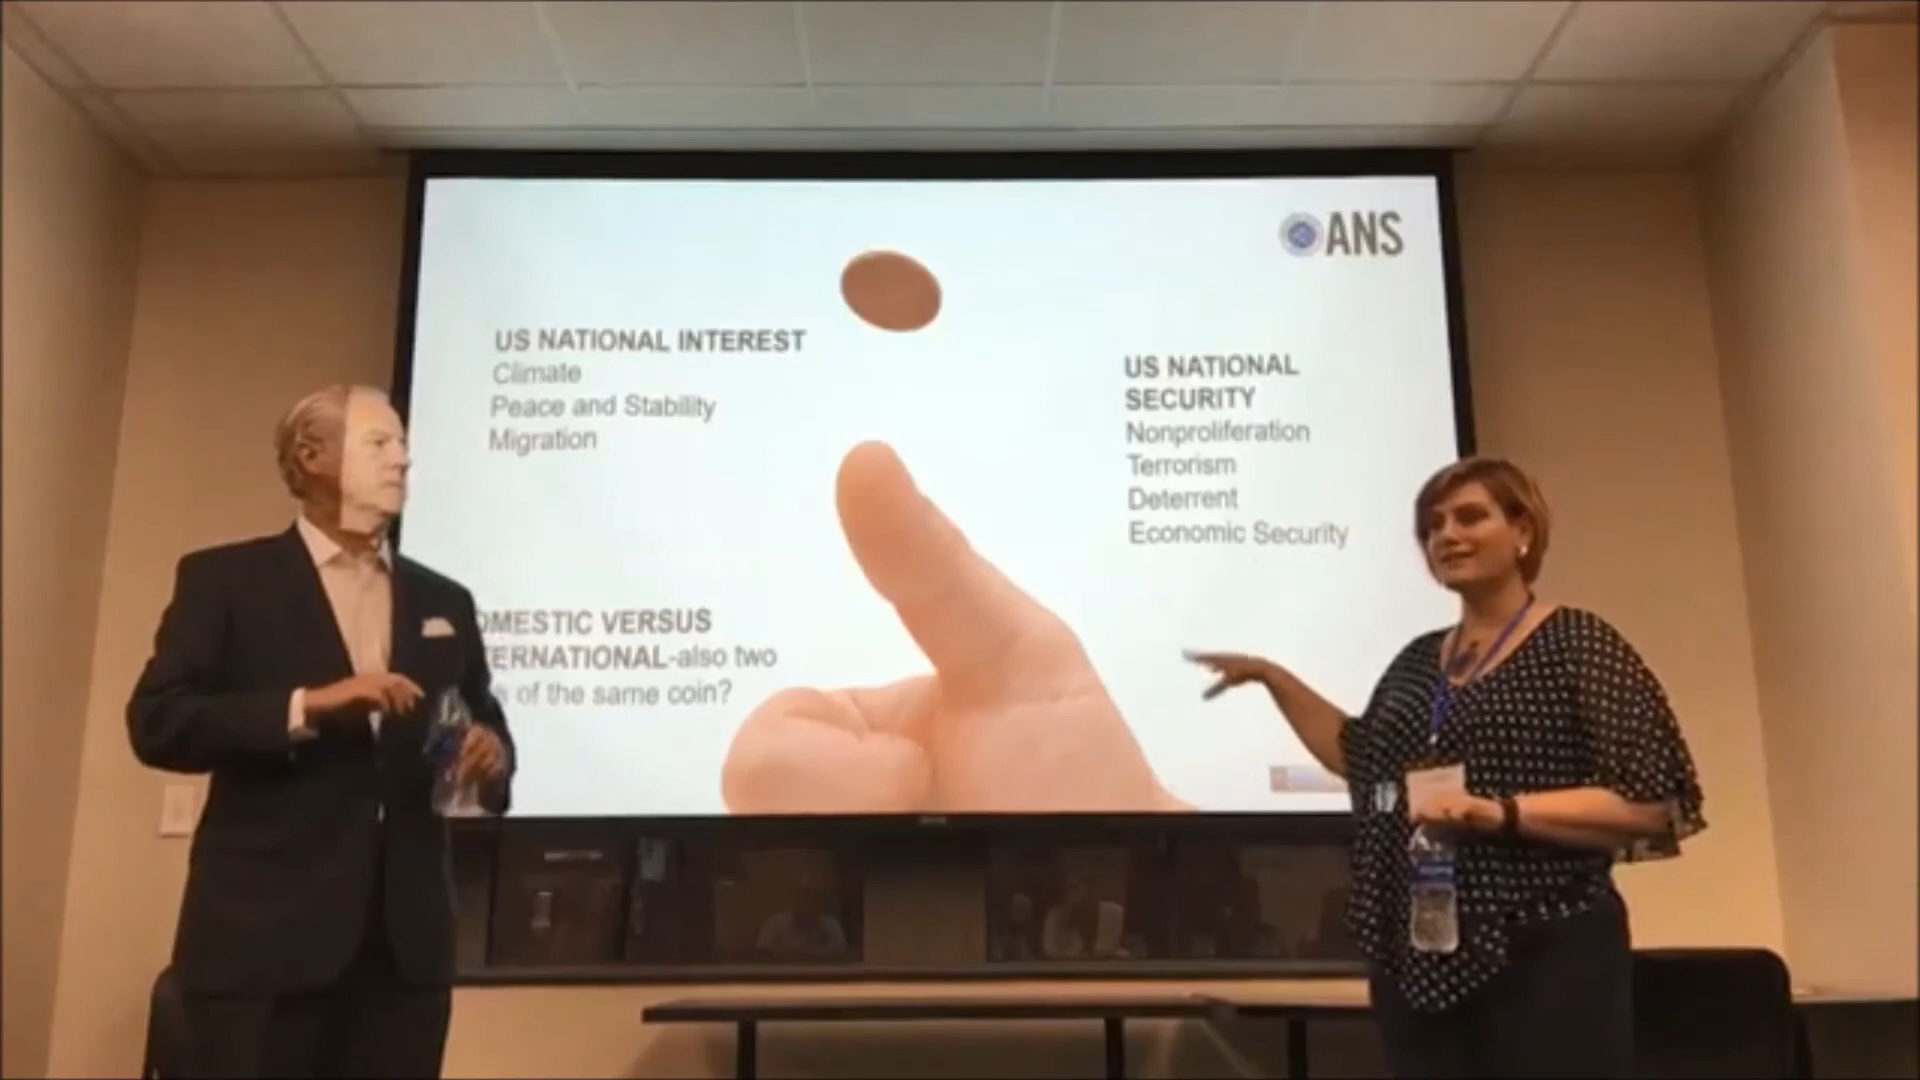 ANS
US NATIONAL INTEREST
Climate
Peace and Stability
Migration
US NATIONAL
SECURITY
Nonproliferation
Terrorism
Deterrent
Economic Security
OMESTIC VERSUS
ERNATIONAL-also two
of the same coin?